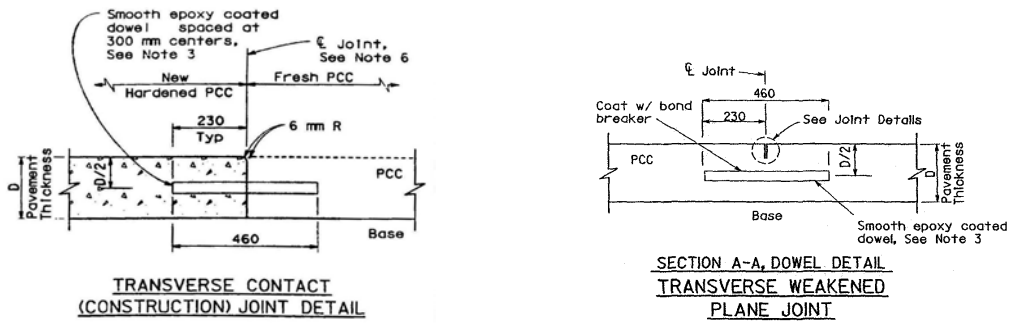 Smooth epoxy coated
dowel spaced at
300 mm centers,
See Note 3
℄ Joint,
See Note 6
New
Hardened PCC
Fresh PCC
230
Typ
6 mm R
D
Pavement
Thickness
D/2
PCC
Base
460
TRANSVERSE CONTACT
(CONSTRUCTION) JOINT DETAIL
℄ Joint
460
Coat w/ bond
breaker
230
See Joint Details
PCC
D/2
D
Pavement
Thickness
Base
Smooth epoxy coated
dowel, See Note 3
SECTION A-A, DOWEL DETAIL
TRANSVERSE WEAKENED
PLANE JOINT